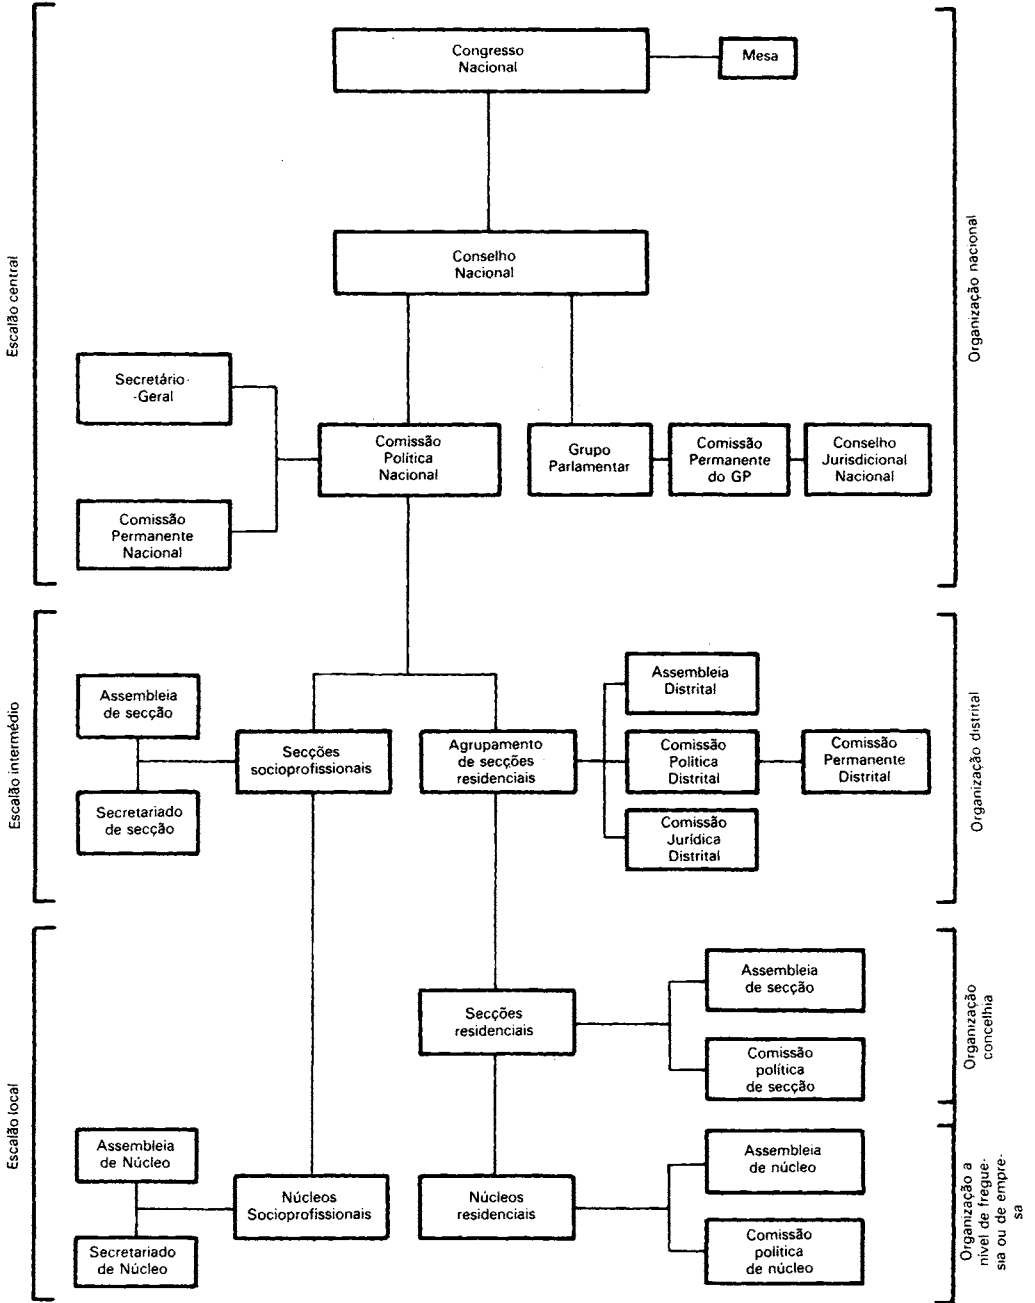 Congresso
Nacional
Mesa
Escalão central
Organização nacional
Conselho
Nacional
Secretário-
-Geral
Comissão
Política
Nacional
Grupo
Parlamentar
Comissão
Permanente
do GP
Conselho
Jurisdicional
Nacional
Comissão
Permanente
Nacional
Escalão intermédio
Organização distrital
Assembleia
de secção
Secções
socioprofissionais
Secretariado
de secção
Agrupamento
de secções
residenciais
Assembleia
Distrital
Comissão
Política
Distrital
Comissão
Permanente
Distrital
Comissão
Jurídica
Distrital
Escalão local
Organização
concelhia
Secções
residenciais
Assembleia
de secção
Comissão
política
de secção
Assembleia
de Núcleo
Núcleos
Socioprofissionais
Secretariado
de Núcleo
Núcleos
residenciais
Assembleia
de núcleo
Comissão
política
de núcleo
Organização a
nível de fregue-
sia ou de empre-
sa